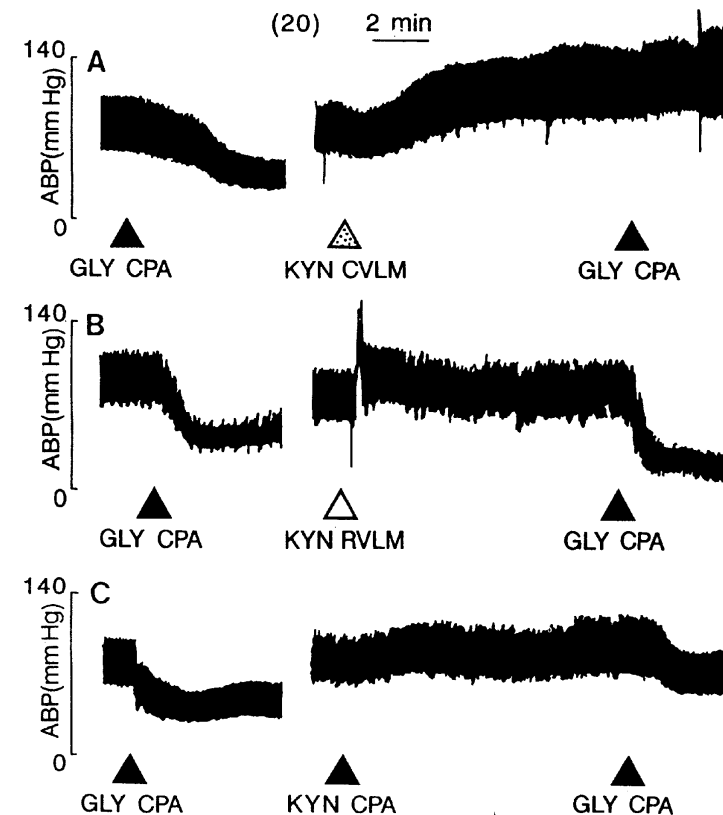 (20) 2 min
140
A
ABP(mm Hg)
0
GLY CPA KYN CVLM GLY CPA
140
B
ABP(mm Hg)
0
GLY CPA KYN RVLM GLY CPA
140
C
ABP(mm Hg)
0
GLY CPA KYN CPA GLY CPA